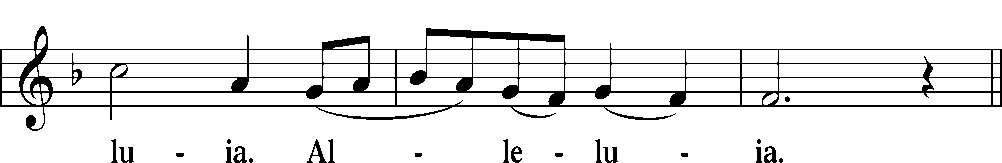 lu - ia. Al - le - lu - ia.